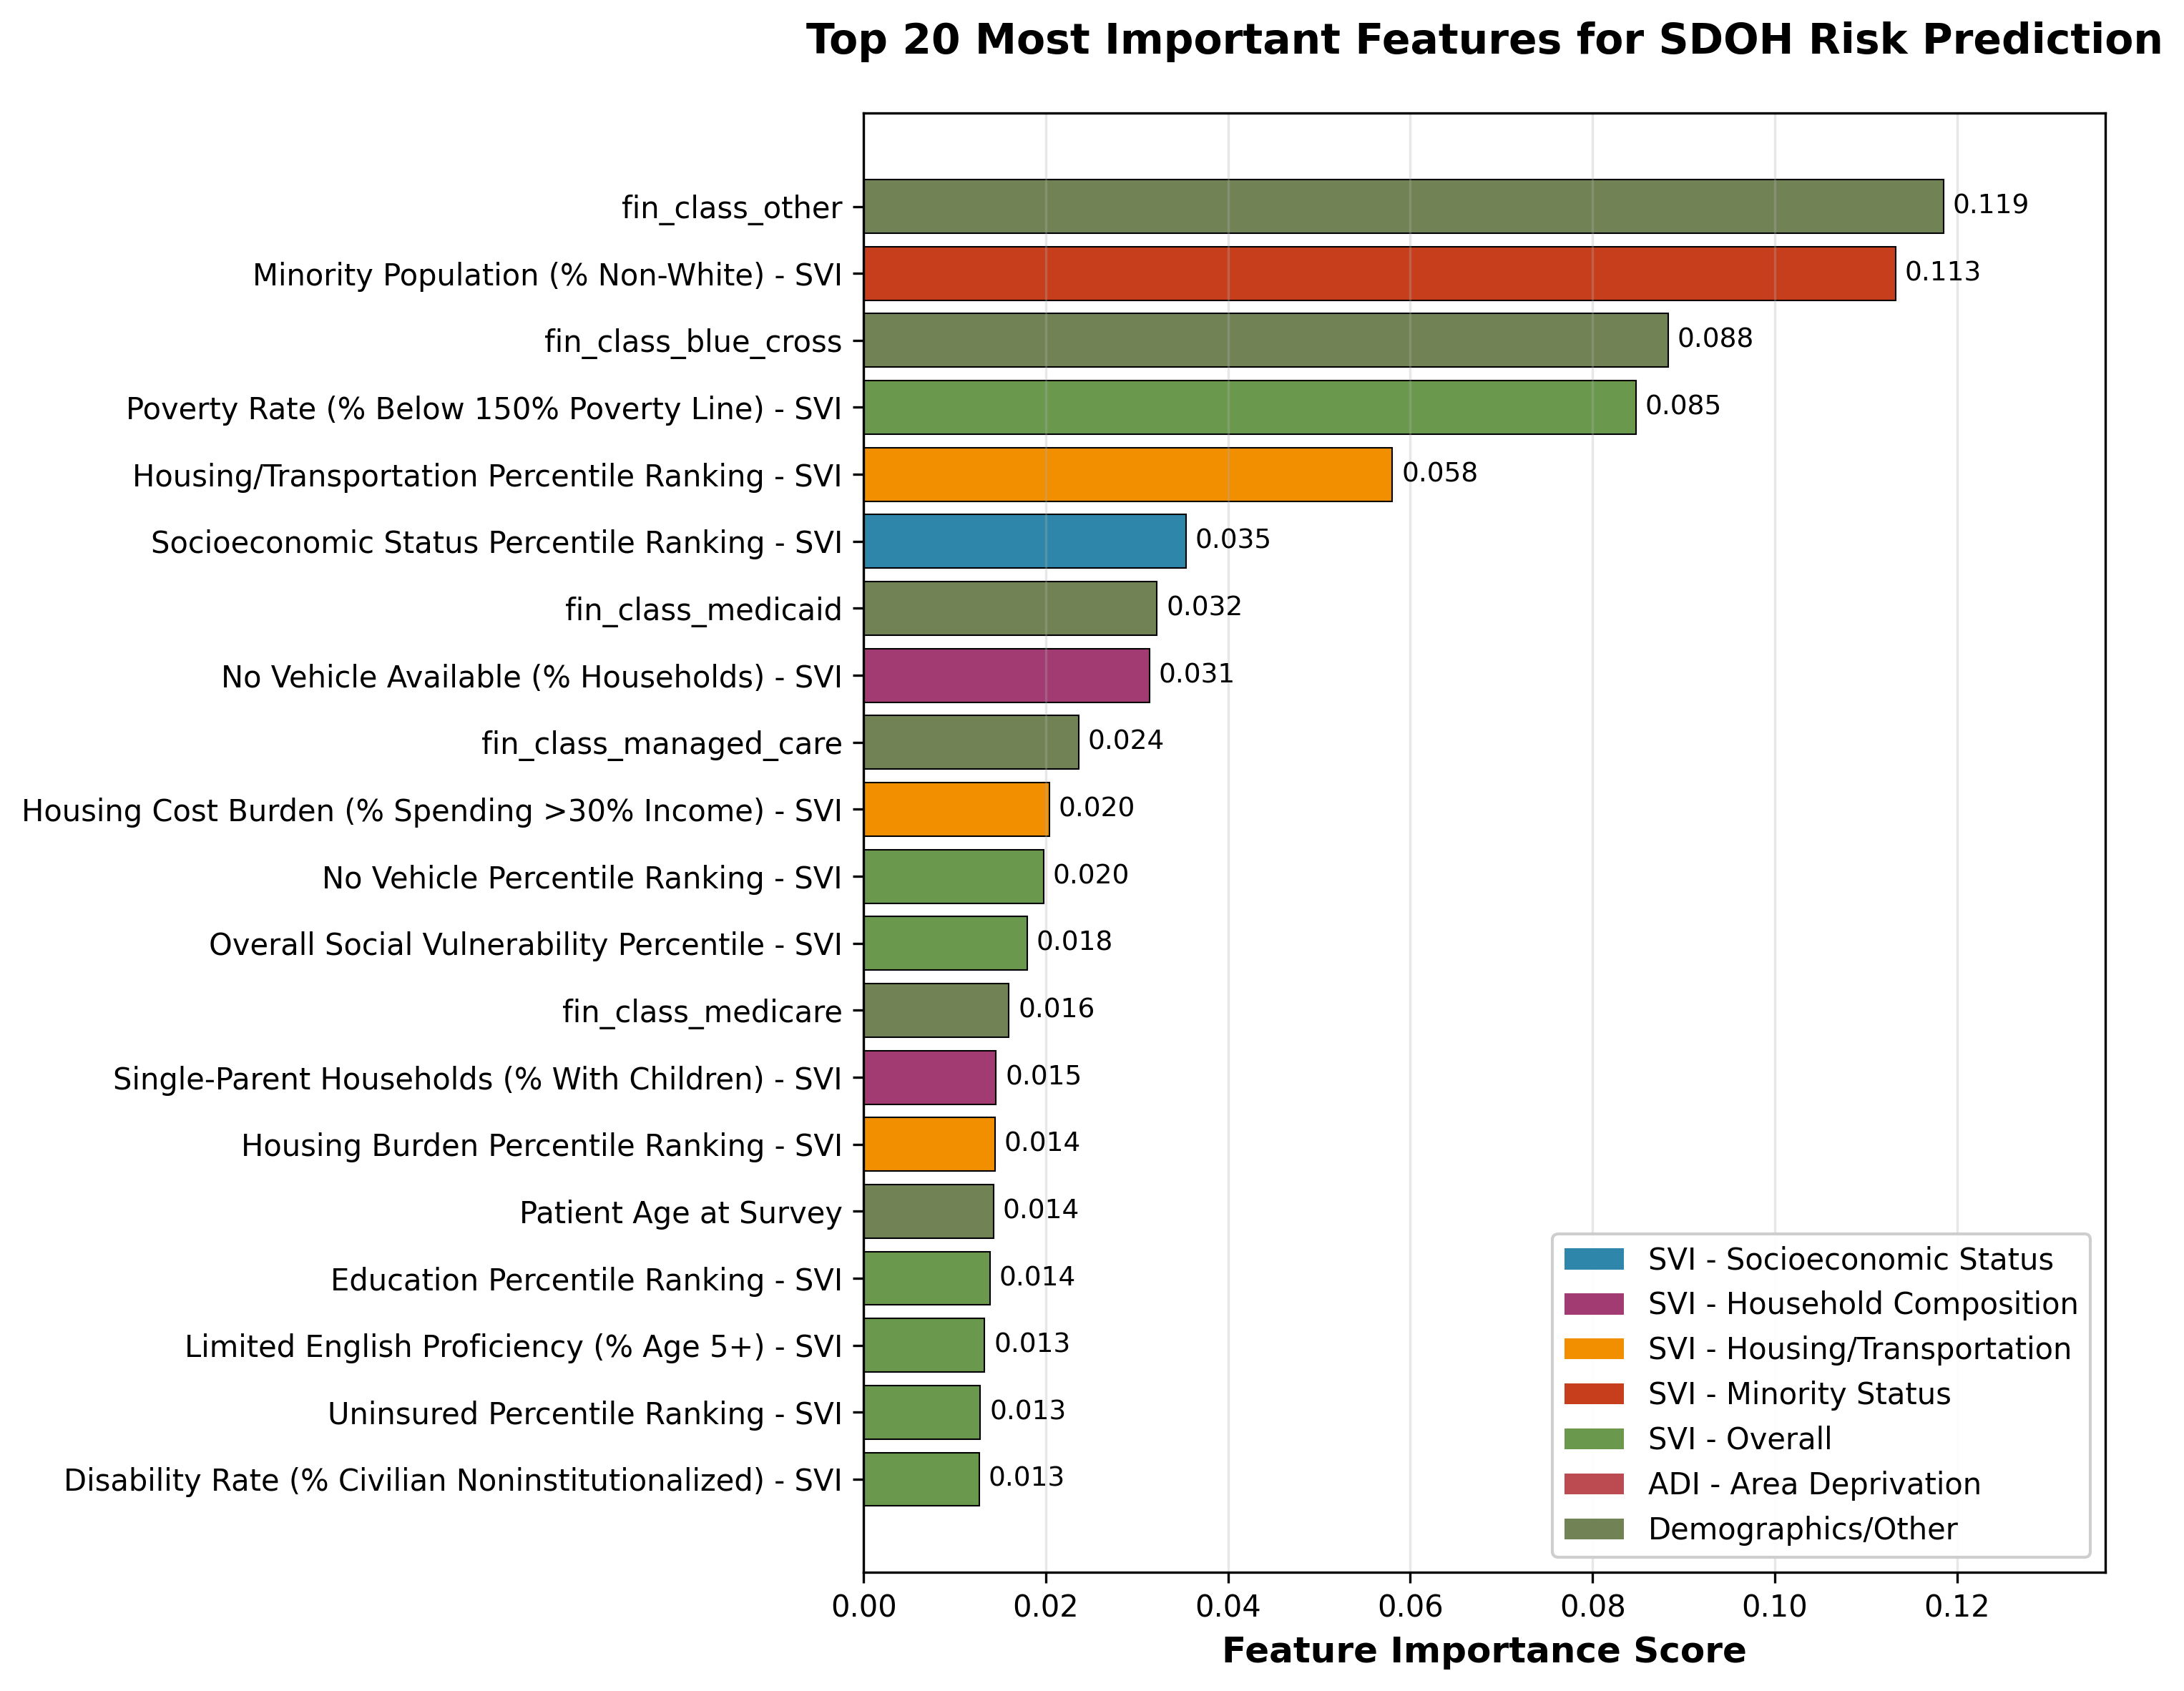 Top 20 Most Important Features for SDOH Risk Prediction
fin_class_other 0.119
Minority Population (% Non-White) - SVI 0.113
fin_class_blue_cross 0.088
Poverty Rate (% Below 150% Poverty Line) - SVI 0.085
Housing/Transportation Percentile Ranking - SVI 0.058
Socioeconomic Status Percentile Ranking - SVI 0.035
fin_class_medicaid 0.032
No Vehicle Available (% Households) - SVI 0.031
fin_class_managed_care 0.024
Housing Cost Burden (% Spending >30% Income) - SVI 0.020
No Vehicle Percentile Ranking - SVI 0.020
Overall Social Vulnerability Percentile - SVI 0.018
fin_class_medicare 0.016
Single-Parent Households (% With Children) - SVI 0.015
Housing Burden Percentile Ranking - SVI 0.014
Patient Age at Survey 0.014
Education Percentile Ranking - SVI 0.014
Limited English Proficiency (% Age 5+) - SVI 0.013
Uninsured Percentile Ranking - SVI 0.013
Disability Rate (% Civilian Noninstitutionalized) - SVI 0.013
SVI - Socioeconomic Status
SVI - Household Composition
SVI - Housing/Transportation
SVI - Minority Status
SVI - Overall
ADI - Area Deprivation
Demographics/Other
0.00 0.02 0.04 0.06 0.08 0.10 0.12
Feature Importance Score